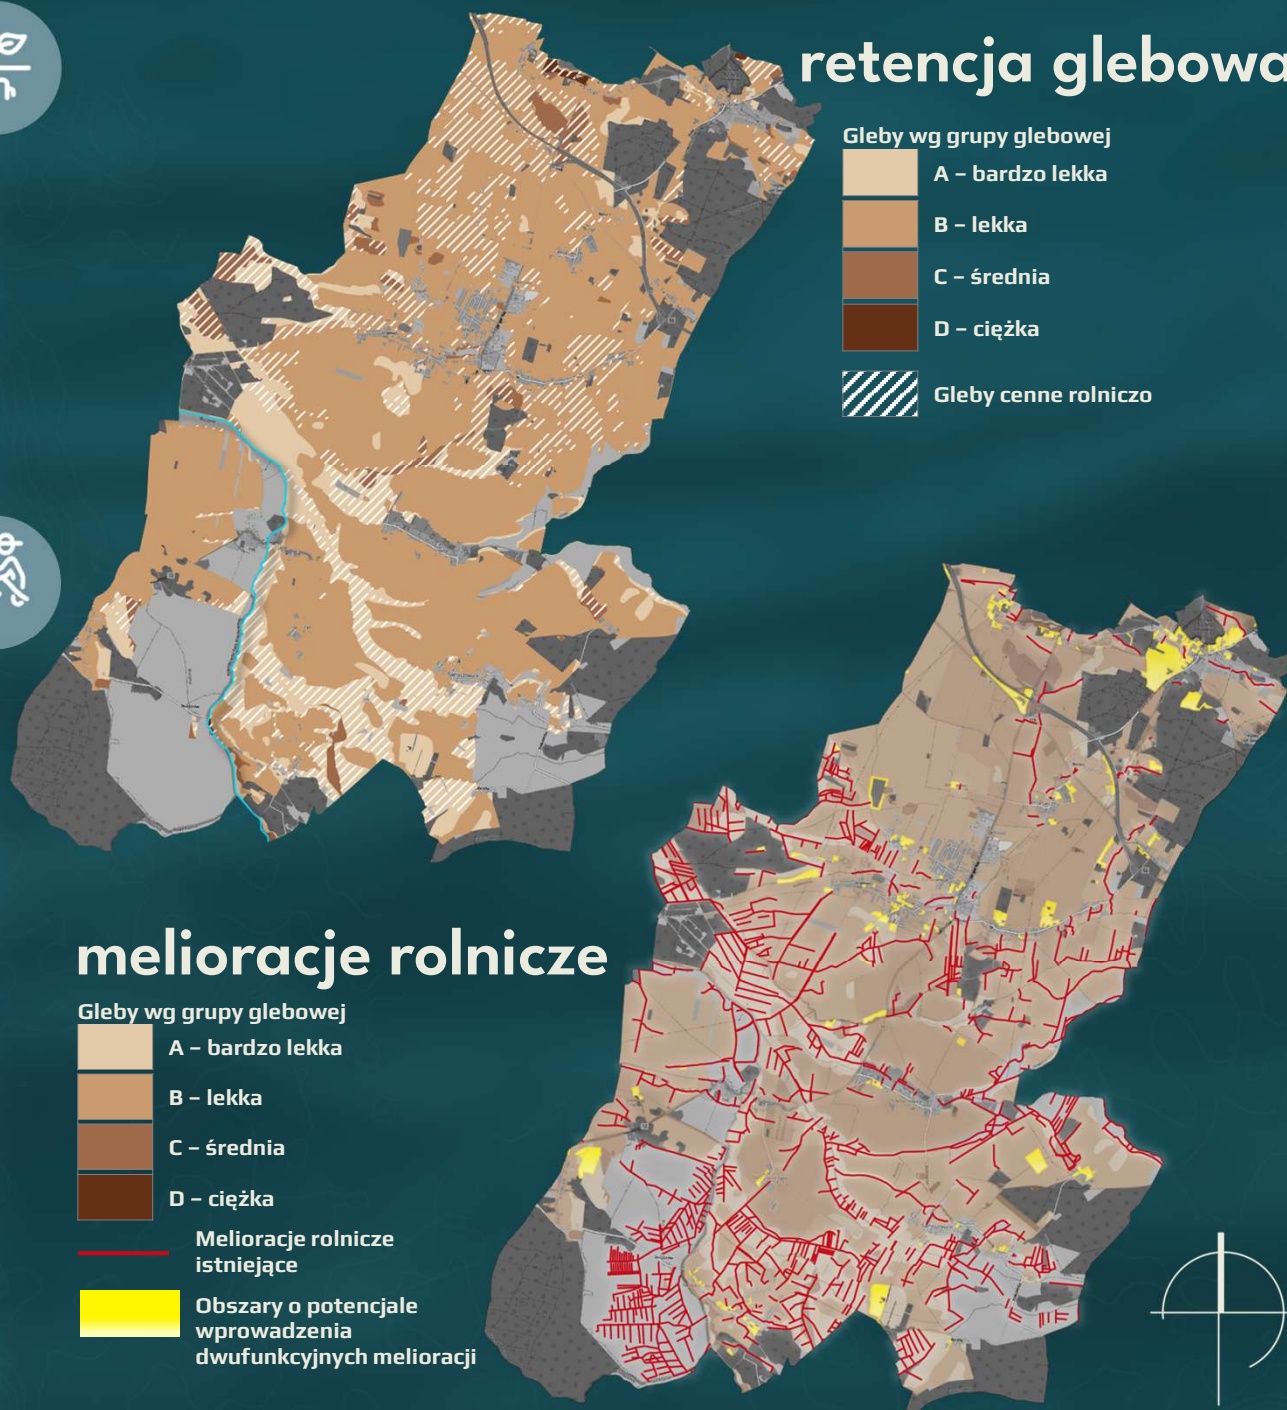 retencja glebowa
Gleby wg grupy glebowej
A – bardzo lekka
B – lekka
C – średnia
D – ciężka
Gleby cenne rolniczo
melioracje rolnicze
Gleby wg grupy glebowej
A – bardzo lekka
B – lekka
C – średnia
D – ciężka
Melioracje rolnicze
istniejące
Obszary o potencjale
wprowadzenia
dwufunkcyjnych melioracji